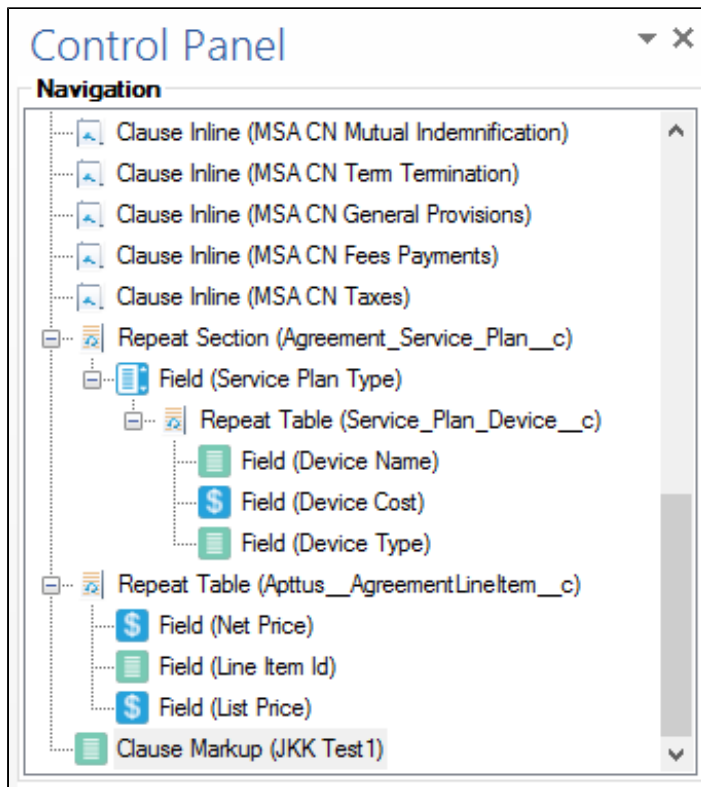 Control Panel
Navigation
Clause Inline (MSA CN Mutual Indemnification)
Clause Inline (MSA CN Term Termination)
Clause Inline (MSA CN General Provisions)
Clause Inline (MSA CN Fees Payments)
Clause Inline (MSA CN Taxes)
Repeat Section (Agreement_Service_Plan__c)
Field (Service Plan Type)
Repeat Table (Service_Plan_Device__c)
Field (Device Name)
$ Field (Device Cost)
Field (Device Type)
Repeat Table (Apttus__AgreementLineItem__c)
$ Field (Net Price)
Field (Line Item Id)
$ Field (List Price)
Clause Markup (JKK Test1)